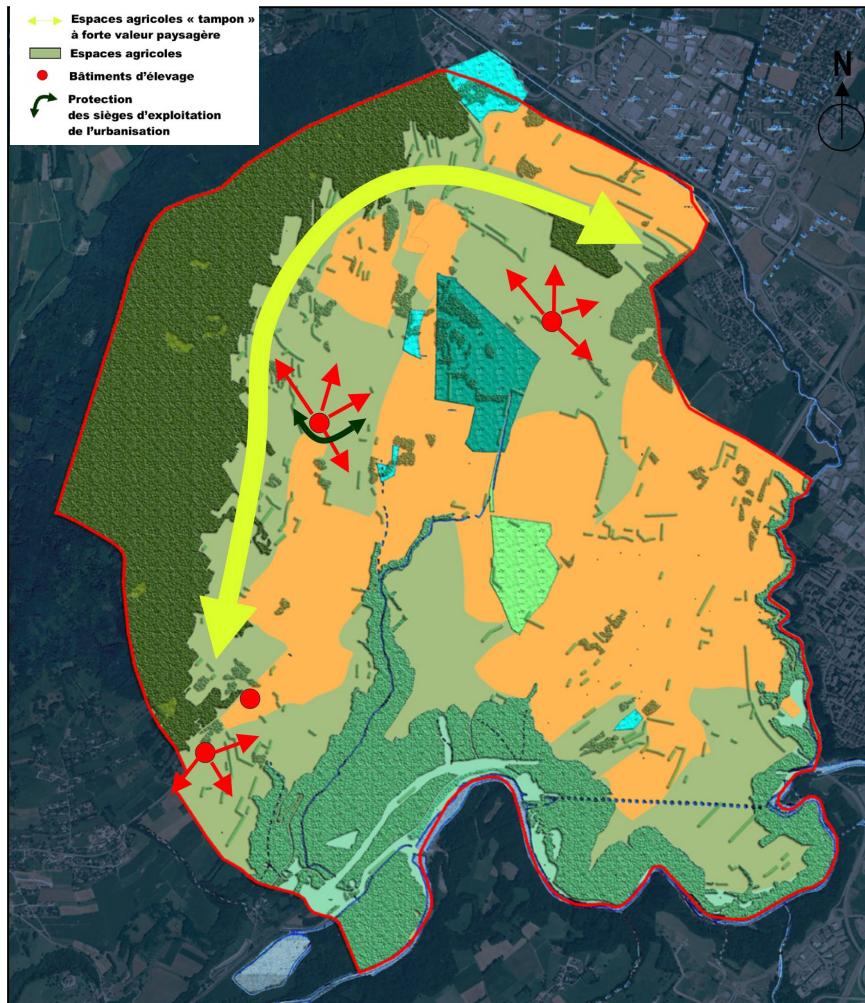 Espaces agricoles « tampon »
à forte valeur paysagère
Espaces agricoles
Bâtiments d'élevage
Protection
des sièges d'exploitation
de l'urbanisation
N